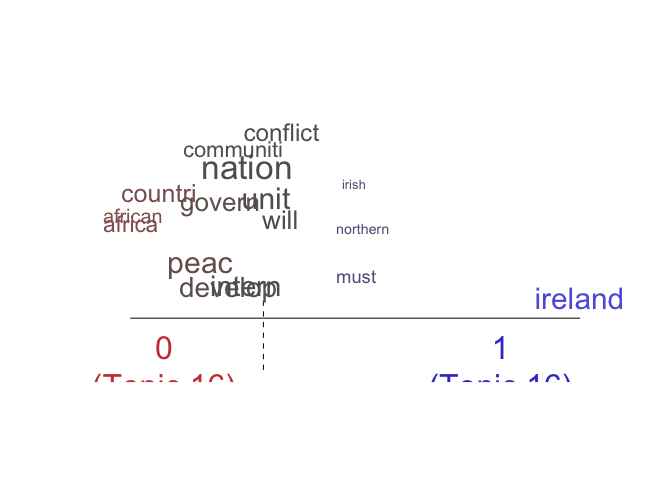 conflict
communiti
nation
irish
countri
govern
unit
african
africa
will
northern
peac
must
develop
intern
ireland
0
1
(Topic 16)
(Topic 16)